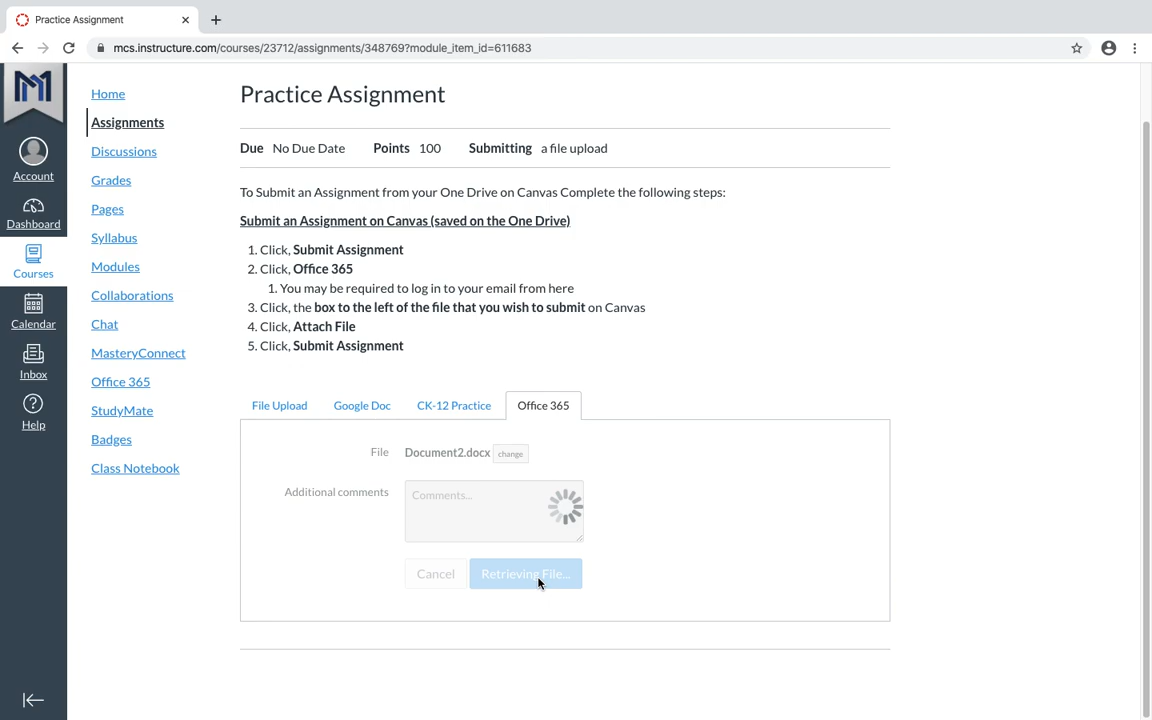 Practice Assignment
mcs.instructure.com/courses/23712/assignments/348769?module_item_id=611683
Account
Dashboard
Courses
Calendar
Inbox
Help
Home
Assignments
Discussions
Grades
Pages
Syllabus
Modules
Collaborations
Chat
MasteryConnect
Office 365
StudyMate
Badges
Class Notebook
Practice Assignment
Due No Due Date Points 100 Submitting a file upload
To Submit an Assignment from your One Drive on Canvas Complete the following steps:
Submit an Assignment on Canvas (saved on the One Drive)
1. Click, Submit Assignment
2. Click, Office 365
1. You may be required to log in to your email from here
3. Click, the box to the left of the file that you wish to submit on Canvas
4. Click, Attach File
5. Click, Submit Assignment
File Upload Google Doc CK-12 Practice Office 365
File Document2.docx change
Additional comments Comments...
Cancel Retrieving File...